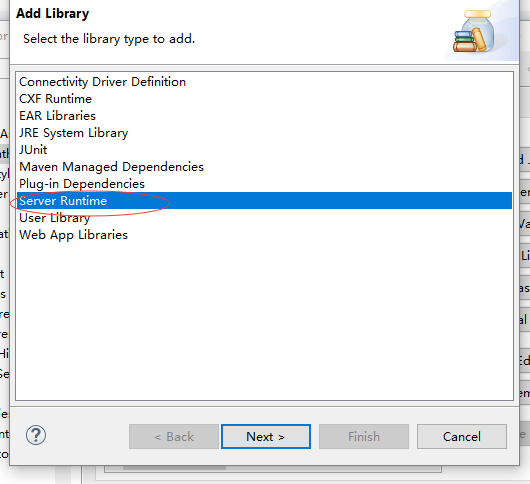 Add Library
Select the library type to add.
Connectivity Driver Definition
CXF Runtime
EAR Libraries
JRE System Library
JUnit
Maven Managed Dependencies
Plug-in Dependencies
Server Runtime
User Library
Web App Libraries
< Back
Next >
Finish
Cancel